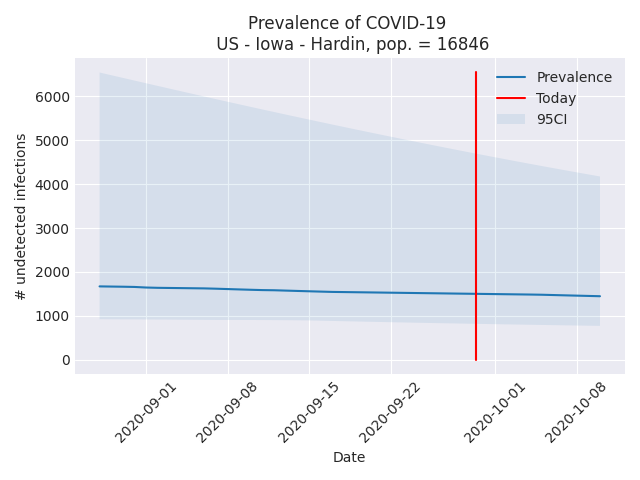 Prevalence of COVID-19
US - Iowa - Hardin, pop. = 16846
Prevalence
Today
95CI
# undetected infections
6000
5000
4000
3000
2000
1000
0
2020-09-01
2020-09-08
2020-09-15
2020-09-22
2020-10-01
2020-10-08
Date